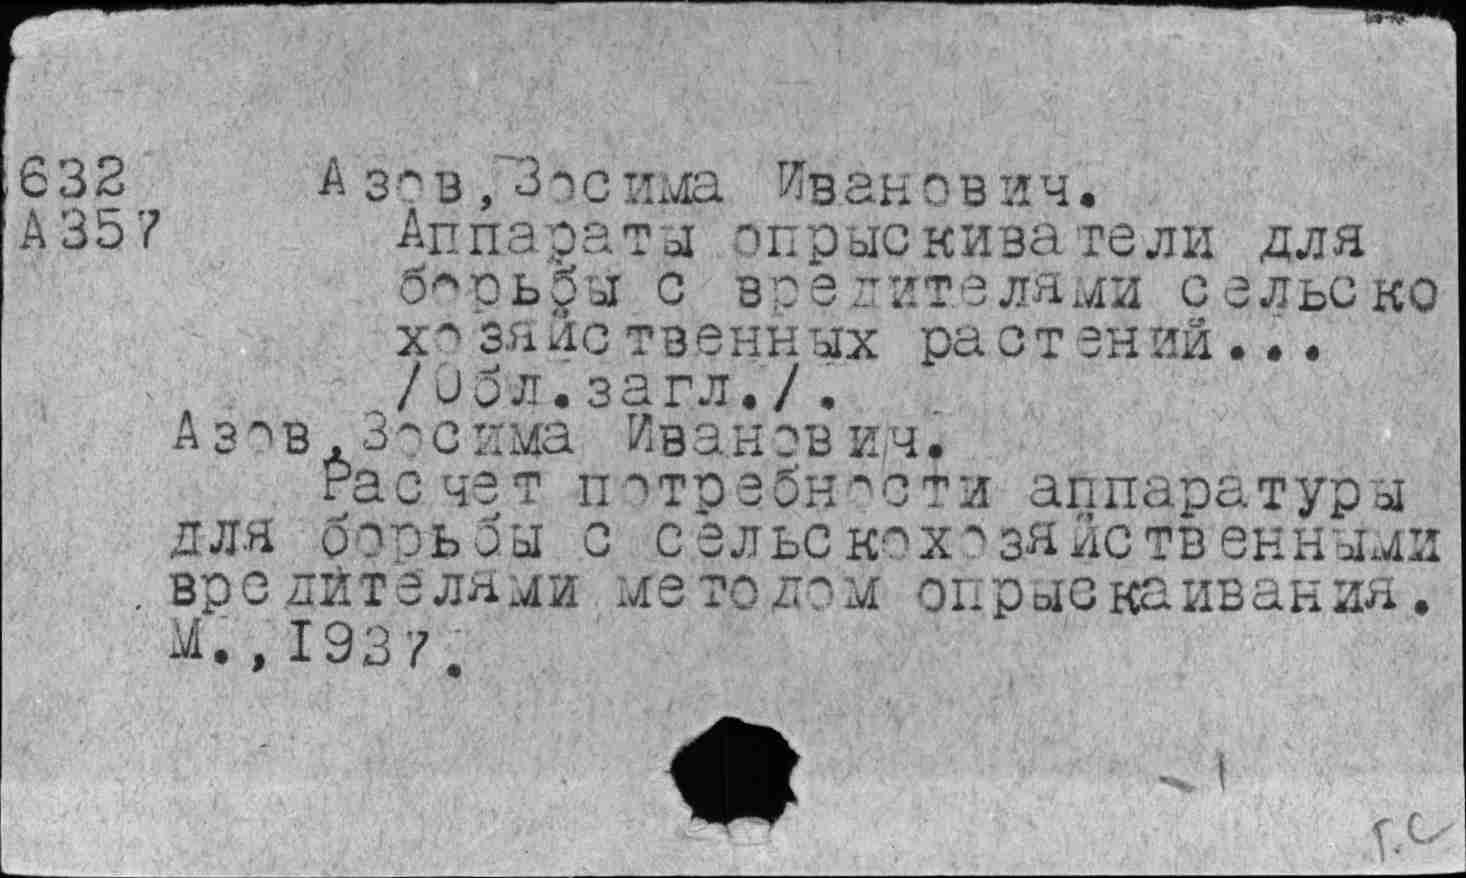 632 Азов, Зосима Иванович.
А357 Аппараты опрыскиватели для
борьбы с вредителями сельско
хозяйственных растений...
/Обл.загл./.
Азов, Зосима Иванович.
Расчет потребности аппаратуры
для борьбы с сельскохозяйственными
вредителями методом опрыскаивания.
М.,1937.
г.с